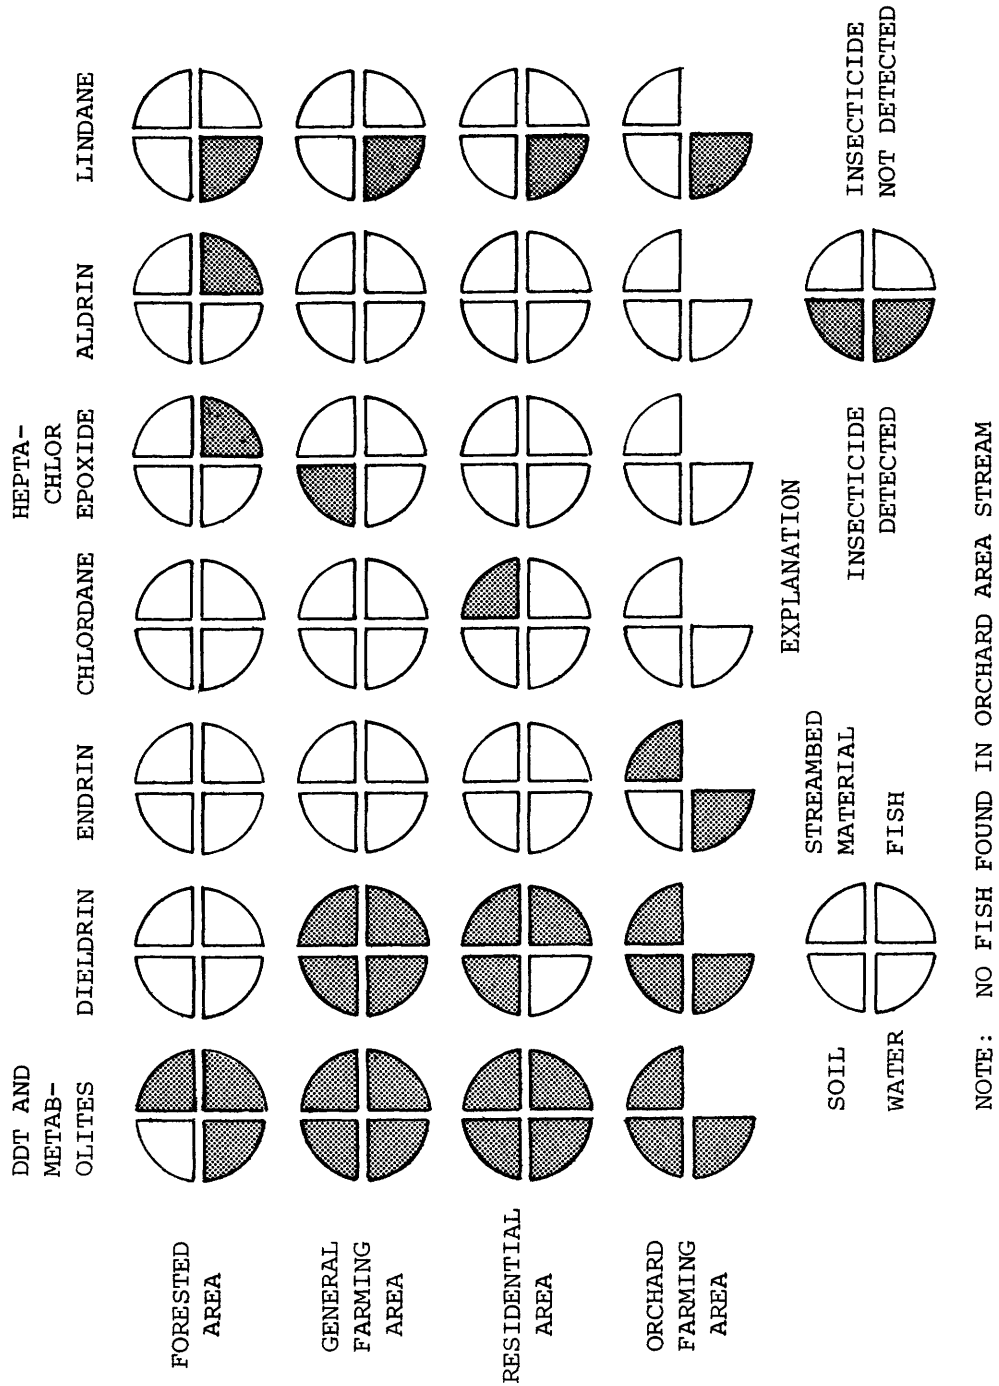 DDT AND
METAB-
OLITES
DIELDRIN
ENDRIN
CHLORDANE
HEPTA-
CHLOR
EPOXIDE
ALDRIN
LINDANE
FORESTED
AREA
GENERAL
FARMING
AREA
RESIDENTIAL
AREA
ORCHARD
FARMING
AREA
EXPLANATION
SOIL
WATER
STREAMBED
MATERIAL
FISH
INSECTICIDE
DETECTED
INSECTICIDE
NOT DETECTED
NOTE: NO FISH FOUND IN ORCHARD AREA STREAM